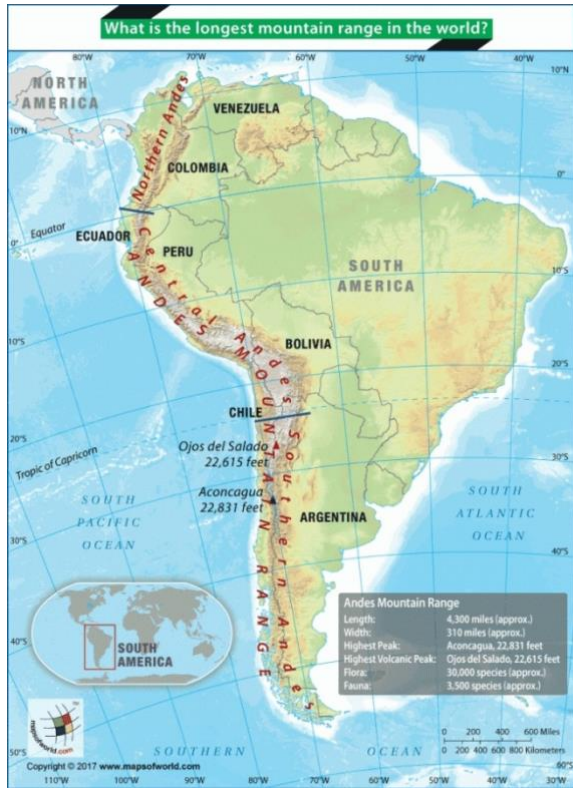 What is the longest mountain range in the world?
80°W
70°W
60°W
50°W
40°W
10°N
NORTH
AMERICA
10°N
VENEZUELA
Northern Andes
COLOMBIA
0°
Equator
ECUADOR
0°
PERU
Central Andes
ANDES MOUNTAIN RANGE
SOUTH
AMERICA
10°S
10°S
BOLIVIA
20°S
CHILE
Southern Andes
Ojos del Salado
22,615 feet
20°S
Tropic of Capricorn
30°S
Aconcagua
22,831 feet
SOUTH
PACIFIC
OCEAN
ARGENTINA
SOUTH
ATLANTIC
OCEAN
30°S
40°S
Andes Mountain Range
Length: 4,300 miles (approx.)
Width: 310 miles (approx.)
Highest Peak: Aconcagua, 22,831 feet
Highest Volcanic Peak: Ojos del Salado, 22,615 feet
Flora: 30,000 species (approx.)
Fauna: 3,500 species (approx.)
SOUTH
AMERICA
40°S
50°S
0 200 400 600 Miles
0 200 400 600 800 Kilometers
mapsofworld.com
SOUTHERN OCEAN
50°S
Copyright © 2017 www.mapsofworld.com
110°W
100°W
90°W
80°W
70°W
60°W
50°W
40°W
30°W